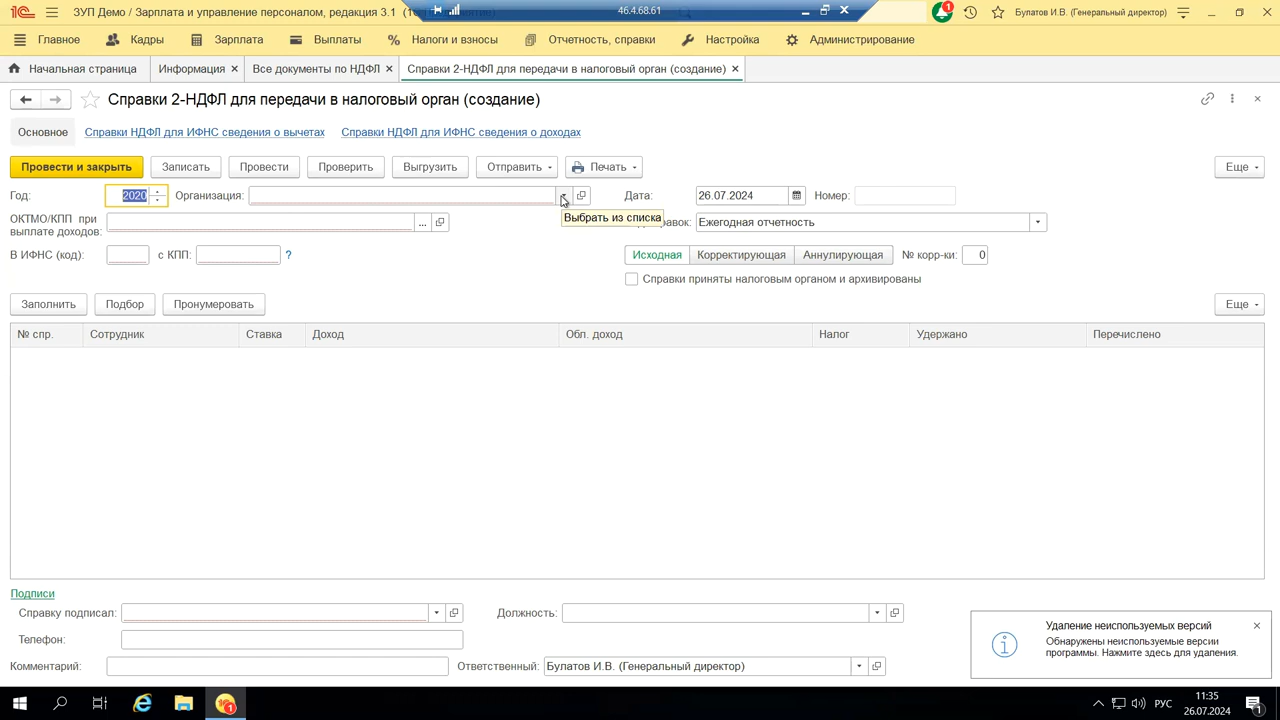 ЗУП Демо / Зарплата и управление персоналом, редакция 3.1 (1С
46.4.68.61
1
Булатов И.В. (Генеральный директор)
Главное
Кадры
Зарплата
Выплаты
Налоги и взносы
Отчетность, справки
Настройка
Администрирование
Начальная страница
Информация
Все документы по НДФЛ
Справки 2-НДФЛ для передачи в налоговый орган (создание)
Справки 2-НДФЛ для передачи в налоговый орган (создание)
Основное
Справки НДФЛ для ИФНС сведения о вычетах
Справки НДФЛ для ИФНС сведения о доходах
Провести и закрыть
Записать
Провести
Проверить
Выгрузить
Отправить
Печать
Еще
Год:
2020
Организация:
Дата:
26.07.2024
Номер:
Выбрать из списка
ОКТМО/КПП при
выплате доходов:
...
правок:
Ежегодная отчетность
В ИФНС (код):
с КПП:
?
Исходная
Корректирующая
Аннулирующая
№ корр-ки:
0
Справки приняты налоговым органом и архивированы
Заполнить
Подбор
Пронумеровать
Еще
№ спр.
Сотрудник
Ставка
Доход
Обл. доход
Налог
Удержано
Перечислено
Подписи
Справку подписал:
Должность:
Телефон:
Комментарий:
Ответственный:
Булатов И.В. (Генеральный директор)
Удаление неиспользуемых версий
Обнаружены неиспользуемые версии
программы. Нажмите здесь для удаления.
1
РУС
11:35
26.07.2024
1